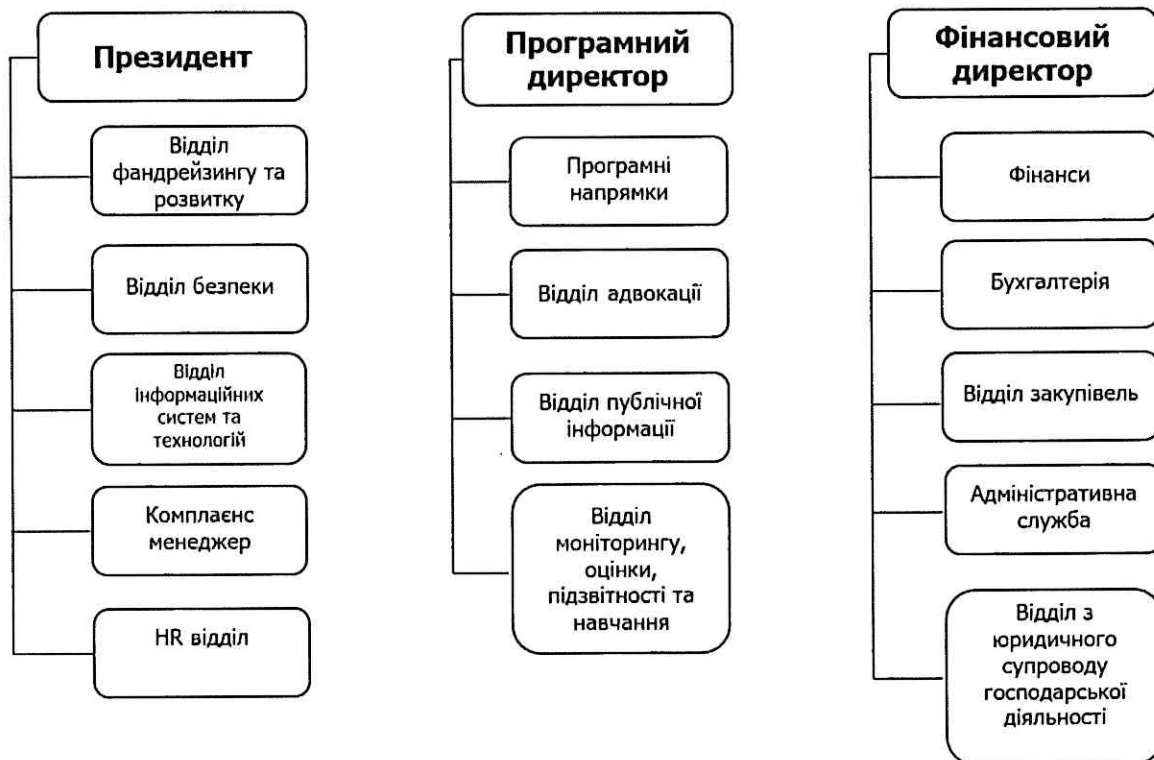 Президент
Відділ
фандрейзингу та
розвитку
Відділ безпеки
Відділ
інформаційних
систем та
технологій
Комплаєнс
менеджер
HR відділ
Програмний
директор
Програмні
напрямки
Відділ адвокації
Відділ публічної
інформації
Відділ
моніторингу,
оцінки,
підзвітності та
навчання
Фінансовий
директор
Фінанси
Бухгалтерія
Відділ закупівель
Адміністративна
служба
Відділ з
юридичного
супроводу
господарської
діяльності